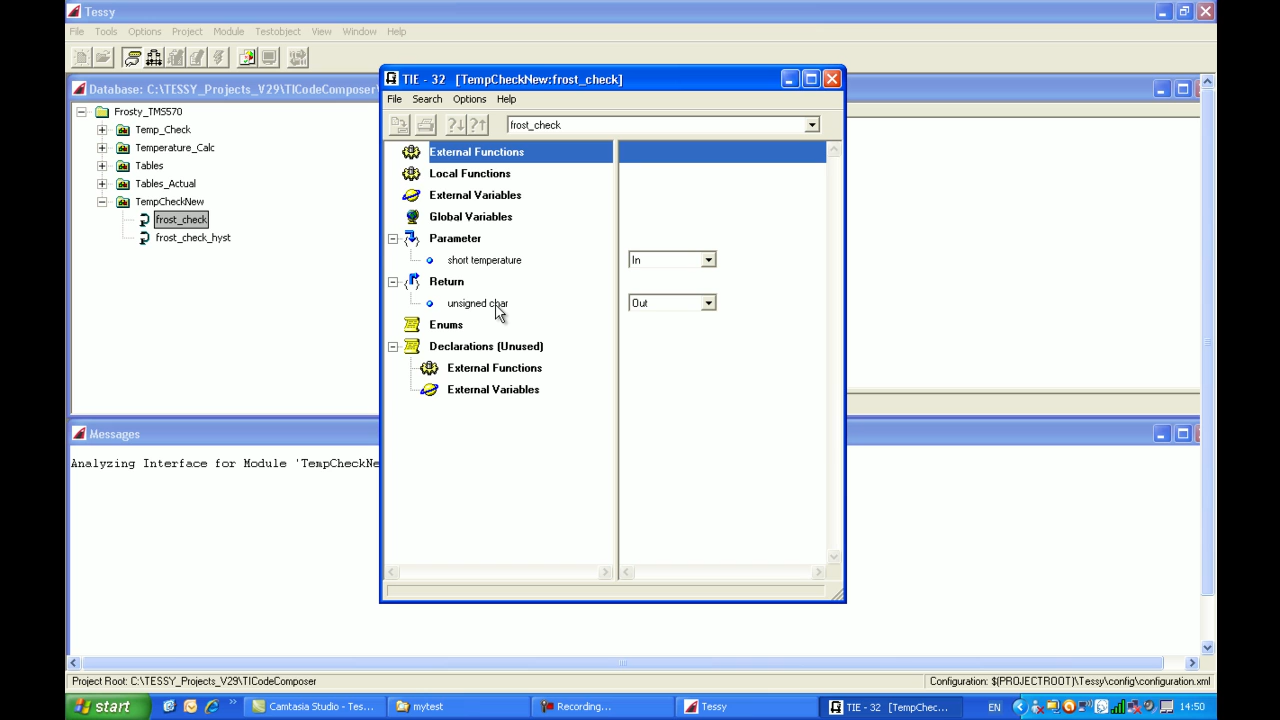 Tessy
File Tools Options Project Module Testobject View Window Help
Database: C:\TESSY_Projects_V29\TICodeComposer\
Frosty_TMS570
Temp_Check
Temperature_Calc
Tables
Tables_Actual
TempCheckNew
frost_check
frost_check_hyst
TIE - 32 [TempCheckNew:frost_check]
File Search Options Help
frost_check
External Functions
Local Functions
External Variables
Global Variables
Parameter
short temperature In
Return
unsigned char Out
Enums
Declarations (Unused)
External Functions
External Variables
Messages
Analyzing Interface for Module 'TempCheckNe
Project Root: C:\TESSY_Projects_V29\TICodeComposer Configuration: $(PROJECTROOT)\Tessy\config\configuration.xml
start Camtasia Studio - Tes... mytest Recording... Tessy TIE - 32 [TempChec... EN 14:50